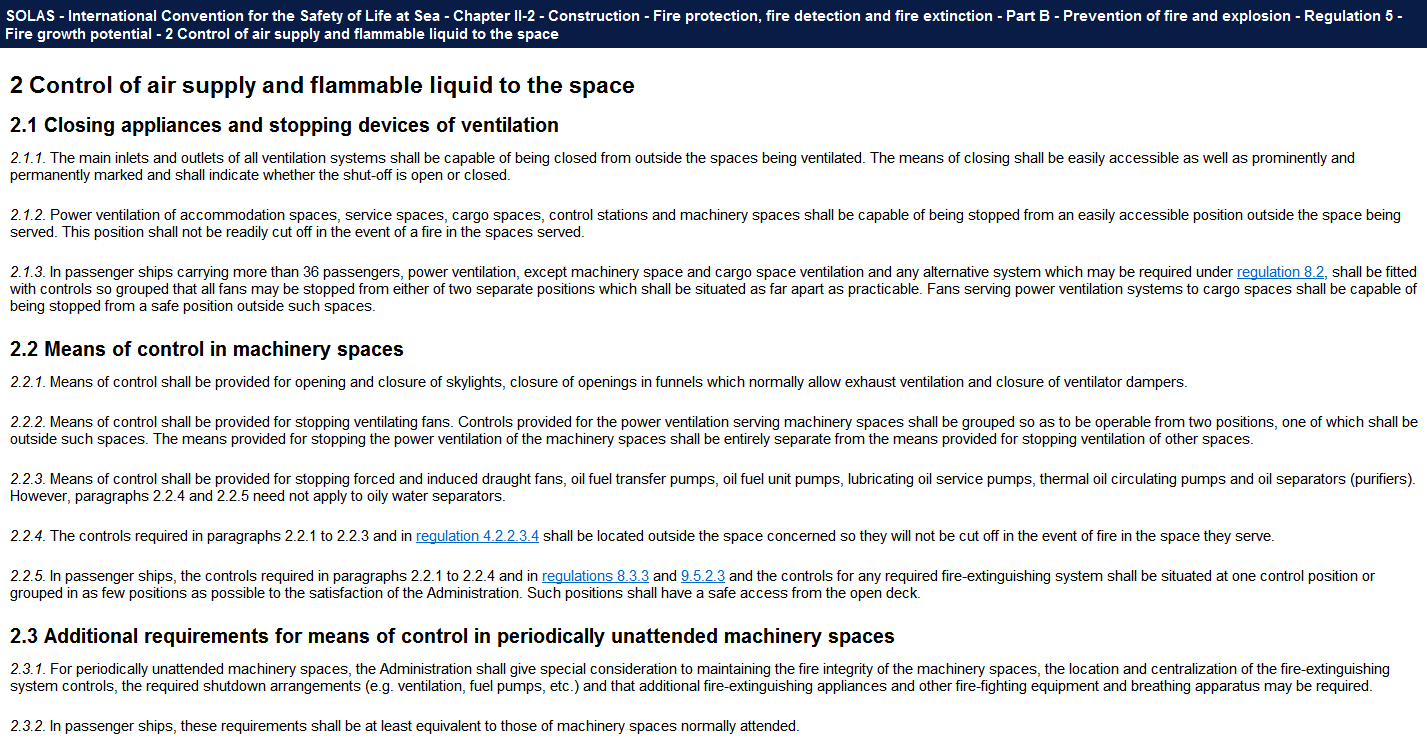 SOLAS - International Convention for the Safety of Life at Sea - Chapter II-2 - Construction - Fire protection, fire detection and fire extinction - Part B - Prevention of fire and explosion - Regulation 5 -
Fire growth potential - 2 Control of air supply and flammable liquid to the space
2 Control of air supply and flammable liquid to the space
2.1 Closing appliances and stopping devices of ventilation
2.1.1. The main inlets and outlets of all ventilation systems shall be capable of being closed from outside the spaces being ventilated. The means of closing shall be easily accessible as well as prominently and
permanently marked and shall indicate whether the shut-off is open or closed.
2.1.2. Power ventilation of accommodation spaces, service spaces, cargo spaces, control stations and machinery spaces shall be capable of being stopped from an easily accessible position outside the space being
served. This position shall not be readily cut off in the event of a fire in the spaces served.
2.1.3. In passenger ships carrying more than 36 passengers, power ventilation, except machinery space and cargo space ventilation and any alternative system which may be required under regulation 8.2, shall be fitted
with controls so grouped that all fans may be stopped from either of two separate positions which shall be situated as far apart as practicable. Fans serving power ventilation systems to cargo spaces shall be capable of
being stopped from a safe position outside such spaces.
2.2 Means of control in machinery spaces
2.2.1. Means of control shall be provided for opening and closure of skylights, closure of openings in funnels which normally allow exhaust ventilation and closure of ventilator dampers.
2.2.2. Means of control shall be provided for stopping ventilating fans. Controls provided for the power ventilation serving machinery spaces shall be grouped so as to be operable from two positions, one of which shall be
outside such spaces. The means provided for stopping the power ventilation of the machinery spaces shall be entirely separate from the means provided for stopping ventilation of other spaces.
2.2.3. Means of control shall be provided for stopping forced and induced draught fans, oil fuel transfer pumps, oil fuel unit pumps, lubricating oil service pumps, thermal oil circulating pumps and oil separators (purifiers).
However, paragraphs 2.2.4 and 2.2.5 need not apply to oily water separators.
2.2.4. The controls required in paragraphs 2.2.1 to 2.2.3 and in regulation 4.2.2.3.4 shall be located outside the space concerned so they will not be cut off in the event of fire in the space they serve.
2.2.5. In passenger ships, the controls required in paragraphs 2.2.1 to 2.2.4 and in regulations 8.3.3 and 9.5.2.3 and the controls for any required fire-extinguishing system shall be situated at one control position or
grouped in as few positions as possible to the satisfaction of the Administration. Such positions shall have a safe access from the open deck.
2.3 Additional requirements for means of control in periodically unattended machinery spaces
2.3.1. For periodically unattended machinery spaces, the Administration shall give special consideration to maintaining the fire integrity of the machinery spaces, the location and centralization of the fire-extinguishing
system controls, the required shutdown arrangements (e.g. ventilation, fuel pumps, etc.) and that additional fire-extinguishing appliances and other fire-fighting equipment and breathing apparatus may be required.
2.3.2. In passenger ships, these requirements shall be at least equivalent to those of machinery spaces normally attended.